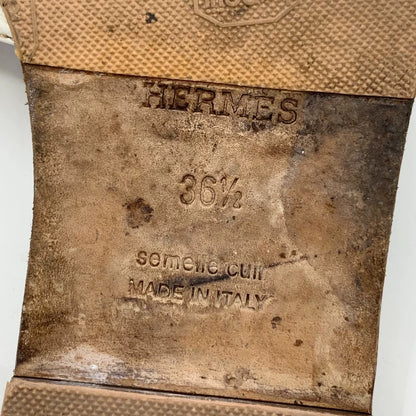 HERMES
36½
semelle cuir
MADE IN ITALY